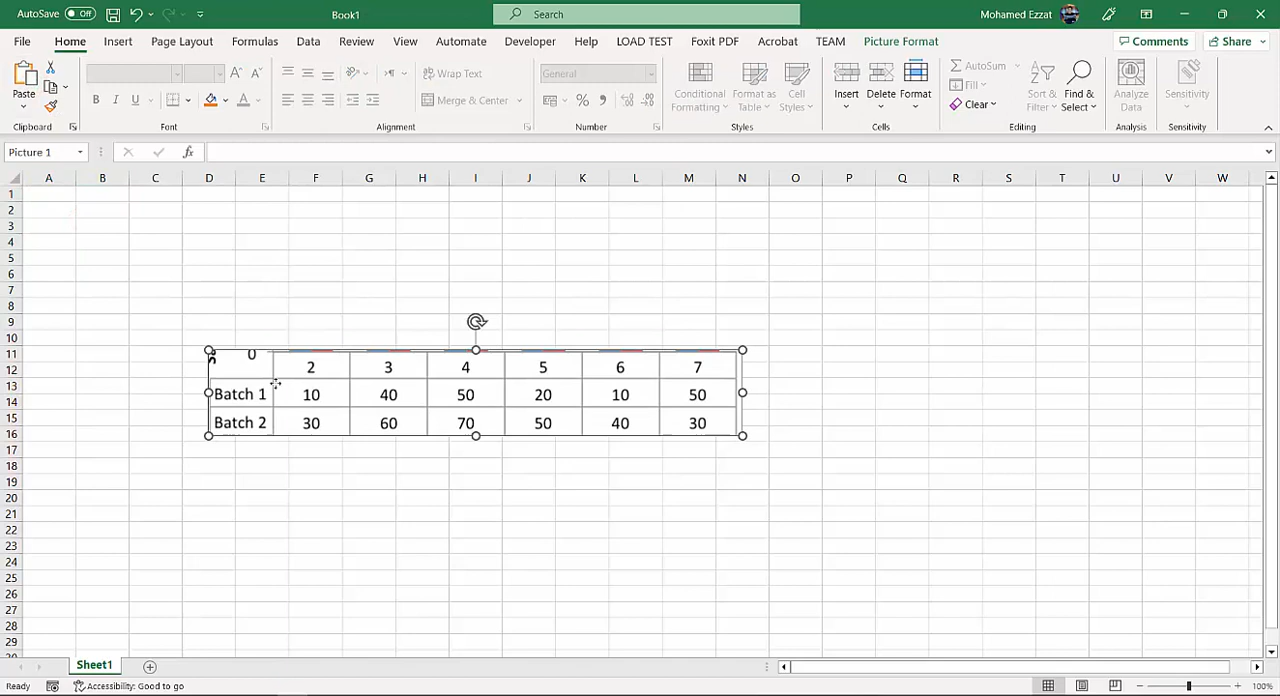 AutoSave Off Book1 Search Mohamed Ezzat
File Home Insert Page Layout Formulas Data Review View Automate Developer Help LOAD TEST Foxit PDF Acrobat TEAM Picture Format Comments Share
Paste B I U Wrap Text Merge & Center General % Conditional Formatting Format as Table Cell Styles Insert Delete Format AutoSum Fill Clear Sort & Filter Find & Select Analyze Data Sensitivity
Clipboard Font Alignment Number Styles Cells Editing Analysis Sensitivity
Picture 1 fx
A B C D E F G H I J K L M N O P Q R S T U V W
1
2
3
4
5
6
7
8
9
10
11 0
12 2 3 4 5 6 7
13
14 Batch 1 10 40 50 20 10 50
15 Batch 2 30 60 70 50 40 30
16
17
18
19
20
21
22
23
24
25
26
27
28
29
Sheet1
Ready Accessibility: Good to go 100%